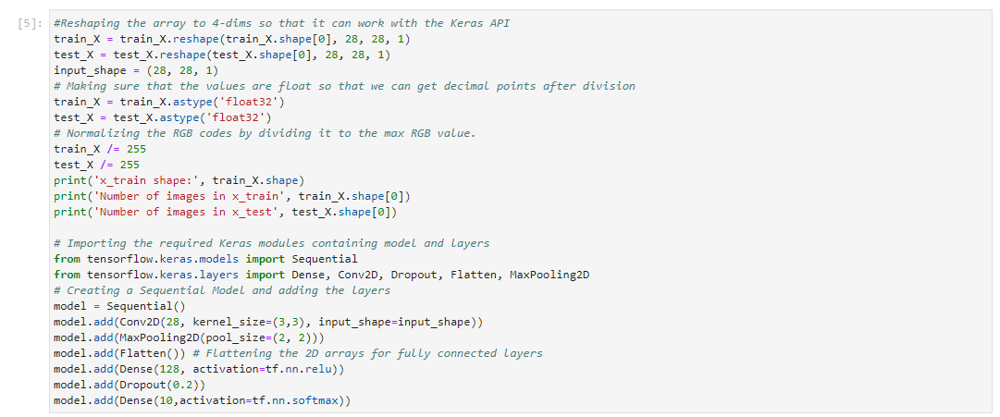 [5]: #Reshaping the array to 4-dims so that it can work with the Keras API
train_X = train_X.reshape(train_X.shape[0], 28, 28, 1)
test_X = test_X.reshape(test_X.shape[0], 28, 28, 1)
input_shape = (28, 28, 1)
# Making sure that the values are float so that we can get decimal points after division
train_X = train_X.astype('float32')
test_X = test_X.astype('float32')
# Normalizing the RGB codes by dividing it to the max RGB value.
train_X /= 255
test_X /= 255
print('x_train shape:', train_X.shape)
print('Number of images in x_train', train_X.shape[0])
print('Number of images in x_test', test_X.shape[0])

# Importing the required Keras modules containing model and layers
from tensorflow.keras.models import Sequential
from tensorflow.keras.layers import Dense, Conv2D, Dropout, Flatten, MaxPooling2D
# Creating a Sequential Model and adding the layers
model = Sequential()
model.add(Conv2D(28, kernel_size=(3,3), input_shape=input_shape))
model.add(MaxPooling2D(pool_size=(2, 2)))
model.add(Flatten()) # Flattening the 2D arrays for fully connected layers
model.add(Dense(128, activation=tf.nn.relu))
model.add(Dropout(0.2))
model.add(Dense(10,activation=tf.nn.softmax))